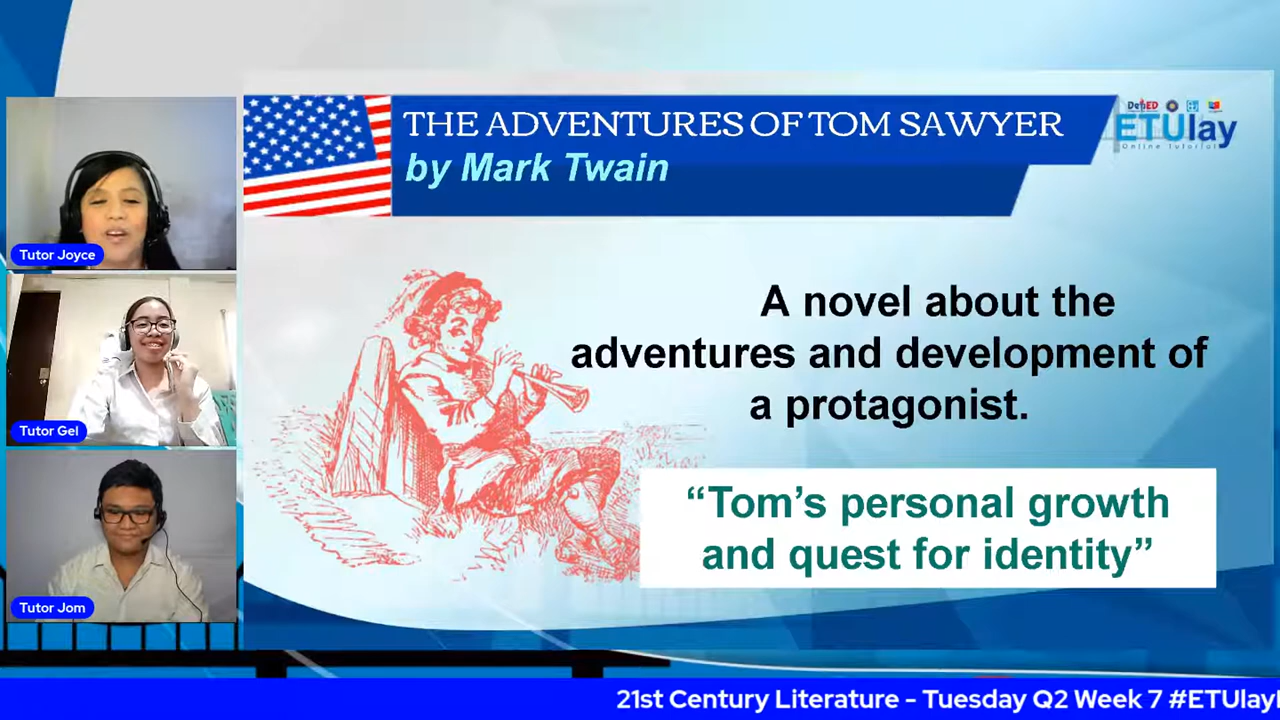 THE ADVENTURES OF TOM SAWYER
by Mark Twain
DepED
ETUlay
Online Tutorial
Tutor Joyce
Tutor Gel
Tutor Jom
A novel about the
adventures and development of
a protagonist.
“Tom’s personal growth
and quest for identity”
21st Century Literature - Tuesday Q2 Week 7 #ETUlay